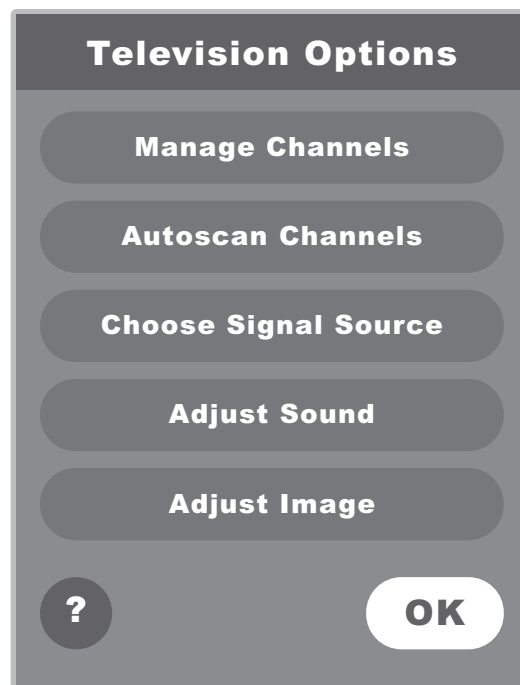 Television Options
Manage Channels
Autoscan Channels
Choose Signal Source
Adjust Sound
Adjust Image
?
OK